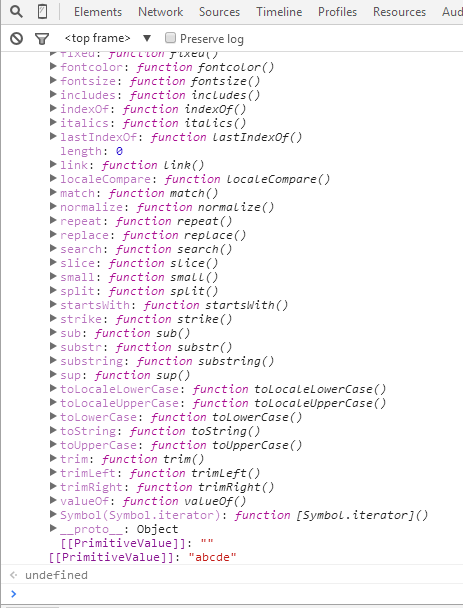 Elements Network Sources Timeline Profiles Resources Aud
<top frame> ▼ Preserve log
fixed: function fixed()
▶ fontcolor: function fontcolor()
▶ fontsize: function fontsize()
▶ includes: function includes()
▶ indexOf: function indexOf()
▶ italics: function italics()
▶ lastIndexOf: function lastIndexOf()
length: 0
▶ link: function link()
▶ localeCompare: function localeCompare()
▶ match: function match()
▶ normalize: function normalize()
▶ repeat: function repeat()
▶ replace: function replace()
▶ search: function search()
▶ slice: function slice()
▶ small: function small()
▶ split: function split()
▶ startsWith: function startsWith()
▶ strike: function strike()
▶ sub: function sub()
▶ substr: function substr()
▶ substring: function substring()
▶ sup: function sup()
▶ toLocaleLowerCase: function toLocaleLowerCase()
▶ toLocaleUpperCase: function toLocaleUpperCase()
▶ toLowerCase: function toLowerCase()
▶ toString: function toString()
▶ toUpperCase: function toUpperCase()
▶ trim: function trim()
▶ trimLeft: function trimLeft()
▶ trimRight: function trimRight()
▶ valueOf: function valueOf()
▶ Symbol(Symbol.iterator): function [Symbol.iterator]()
▶ __proto__: Object
[[PrimitiveValue]]: ""
[[PrimitiveValue]]: "abcde"
undefined